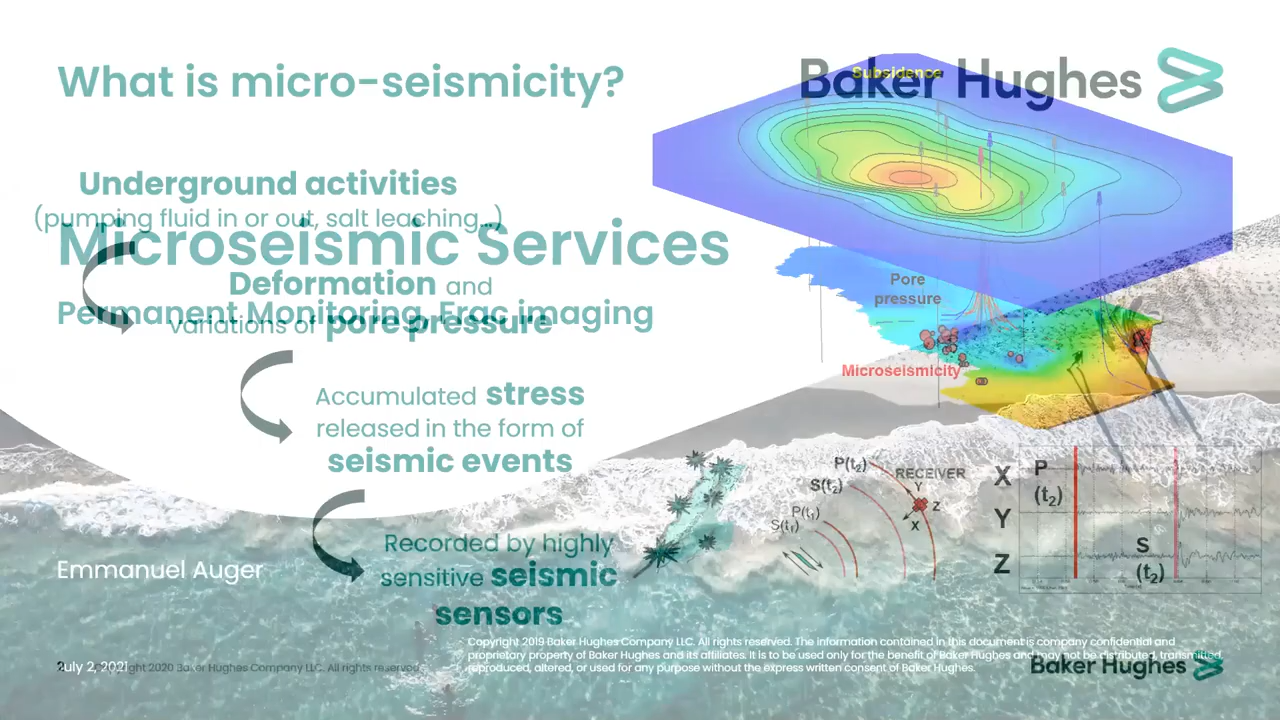 What is micro-seismicity?
Baker Hughes
Subsidence
Underground activities
(pumping fluid in or out, salt leaching...)
Microseismic Services
Deformation and
Permanent Monitoring, Frac imaging
variations of pore pressure
Pore
pressure
Microseismicity
Accumulated stress
released in the form of
seismic events
Recorded by highly
sensitive seismic
sensors
P(t₂)
S(t₂)
P(t₁)
S(t₁)
RECEIVER
Y
Z
X
X
Y
Z
P
(t₂)
S
(t₂)
Emmanuel Auger
July 2, 2021
Copyright 2020 Baker Hughes Company LLC. All rights reserved.
Copyright 2019 Baker Hughes Company LLC. All rights reserved. The information contained in this document is company confidential and
proprietary property of Baker Hughes and its affiliates. It is to be used only for the benefit of Baker Hughes and may not be distributed, transmitted,
reproduced, altered, or used for any purpose without the express written consent of Baker Hughes.
Baker Hughes